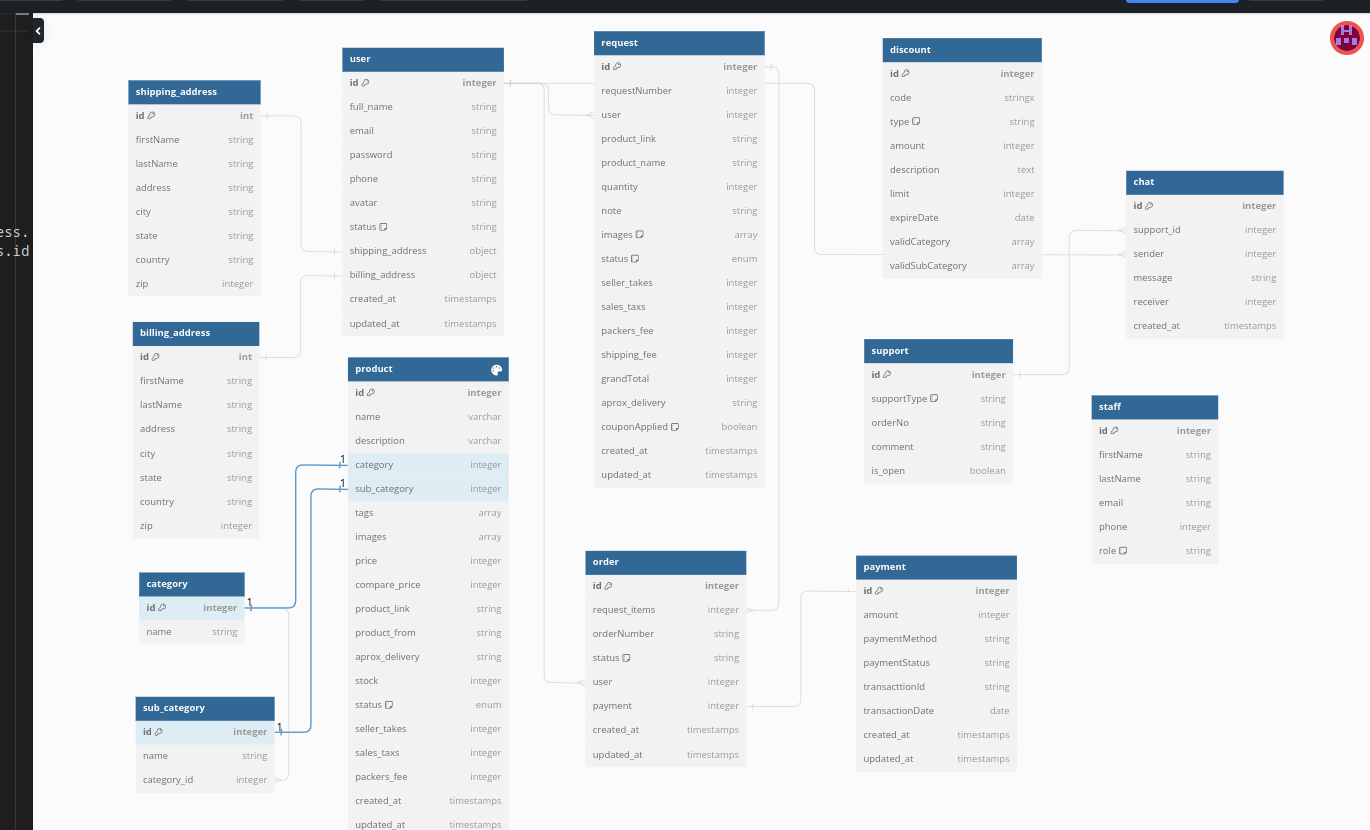 ess.
s.id
shipping_address
id int
firstName string
lastName string
address string
city string
state string
country string
zip integer
billing_address
id int
firstName string
lastName string
address string
city string
state string
country string
zip integer
category
id integer 1
name string
sub_category
id integer 1
name string
category_id integer
user
id integer
full_name string
email string
password string
phone string
avatar string
status string
shipping_address object
billing_address object
created_at timestamps
updated_at timestamps
product
id integer
name varchar
description varchar
1 category integer
1 sub_category integer
tags array
images array
price integer
compare_price integer
product_link string
product_from string
aprox_delivery string
stock integer
status enum
seller_takes integer
sales_taxs integer
packers_fee integer
created_at timestamps
updated_at timestamps
request
id integer
requestNumber integer
user integer
product_link string
product_name string
quantity integer
note string
images array
status enum
seller_takes integer
sales_taxs integer
packers_fee integer
shipping_fee integer
grandTotal integer
aprox_delivery string
couponApplied boolean
created_at timestamps
updated_at timestamps
order
id integer
request_items integer
orderNumber string
status string
user integer
payment integer
created_at timestamps
updated_at timestamps
discount
id integer
code stringx
type string
amount integer
description text
limit integer
expireDate date
validCategory array
validSubCategory array
support
id integer
supportType string
orderNo string
comment string
is_open boolean
payment
id integer
amount integer
paymentMethod string
paymentStatus string
transacttionId string
transactionDate date
created_at timestamps
updated_at timestamps
chat
id integer
support_id integer
sender integer
message string
receiver integer
created_at timestamps
staff
id integer
firstName string
lastName string
email string
phone integer
role string